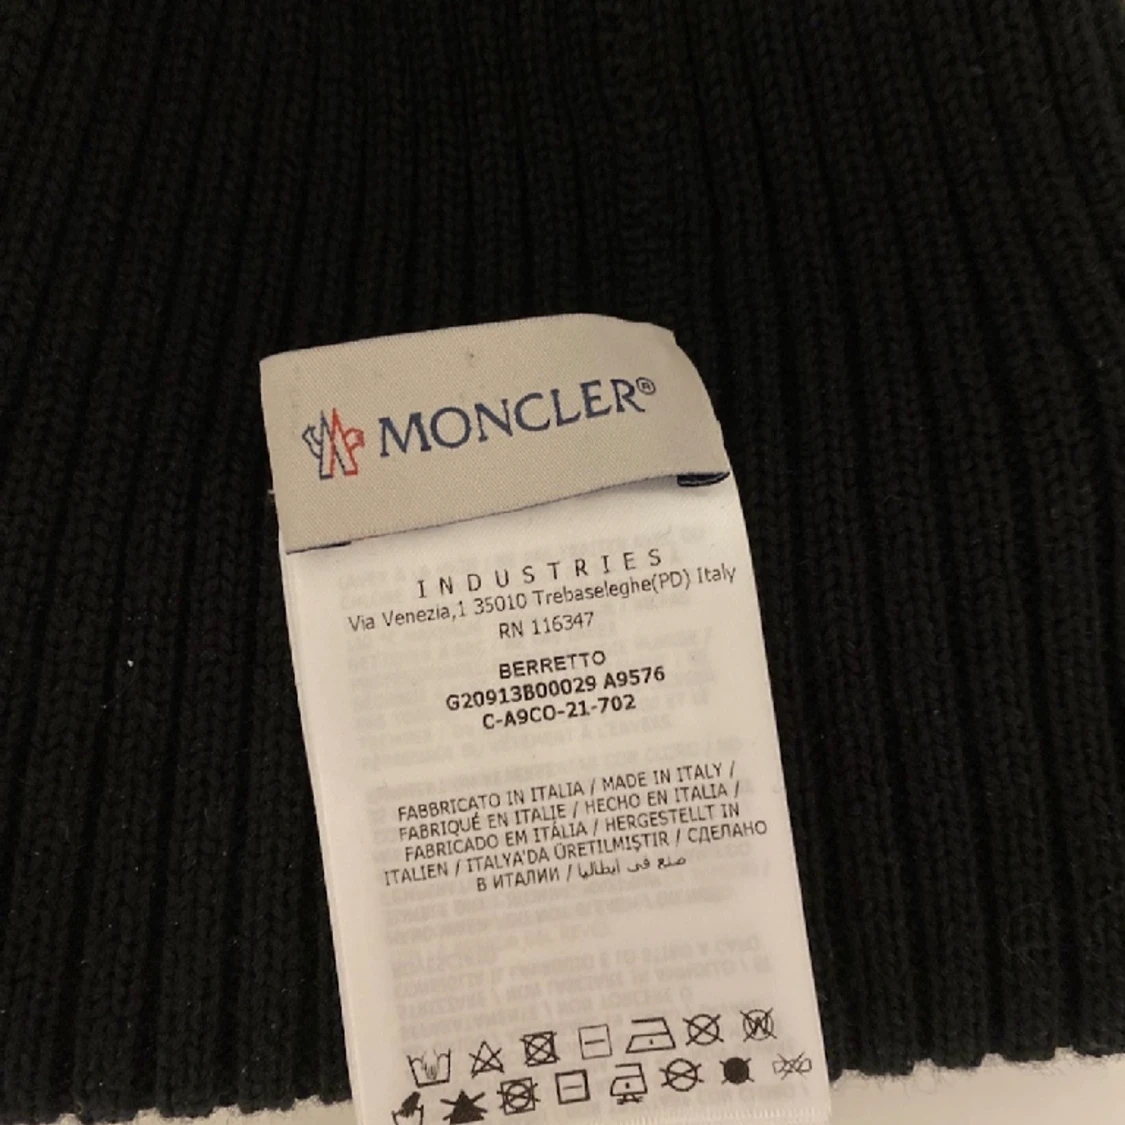 MONCLER®
INDUSTRIES
Via Venezia,1 35010 Trebaseleghe(PD) Italy
RN 116347
BERRETTO
G20913B00029 A9576
C-A9CO-21-702
FABBRICATO IN ITALIA / MADE IN ITALY /
FABRIQUÉ EN ITALIE / HECHO EN ITALIA /
FABRICADO EM ITÁLIA / HERGESTELLT IN
ITALIEN / ITALYA'DA ÜRETILMIŞTIR / СДЕЛАНО
В ИТАЛИИ / صنع في ايطاليا